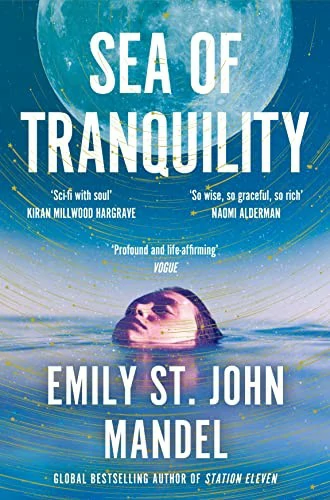 SEA OF
TRANQUILITY
'Sci-fi with soul'
KIRAN MILLWOOD HARGRAVE
'So wise, so graceful, so rich'
NAOMI ALDERMAN
'Profound and life-affirming'
VOGUE
EMILY ST. JOHN
MANDEL
GLOBAL BESTSELLING AUTHOR OF STATION ELEVEN